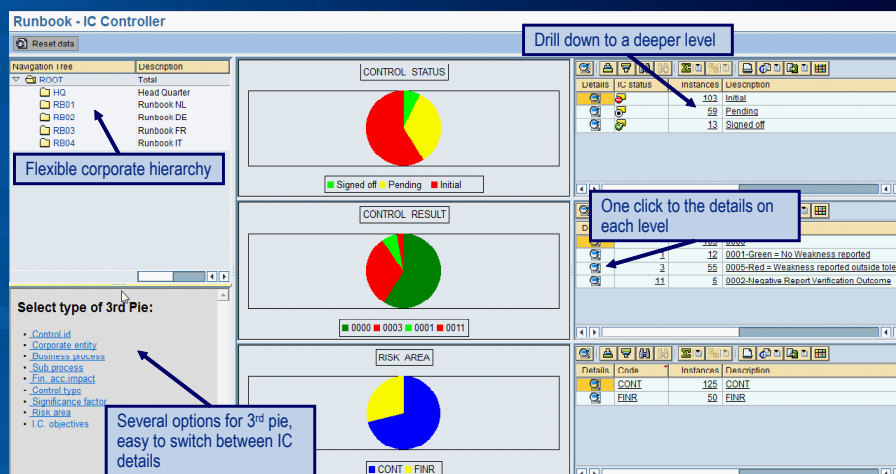 Runbook - IC Controller
Reset data
Navigation Tree Description
ROOT Total
HQ Head Quarter
RB01 Runbook NL
RB02 Runbook DE
RB03 Runbook FR
RB04 Runbook IT
Flexible corporate hierarchy
Select type of 3rd Pie:
Control id
Corporate entity
Business process
Sub process
Fin. acc.impact
Control type
Significance factor
Risk area
I.C. objectives
Several options for 3rd pie,
easy to switch between IC
details
CONTROL STATUS
Signed off Pending Initial
CONTROL RESULT
0000 0003 0001 0011
RISK AREA
CONT FINR
Drill down to a deeper level
Details IC status Instances Description
103 Initial
59 Pending
13 Signed off
One click to the details on
each level
1 12 0001-Green = No Weakness reported
3 55 0005-Red = Weakness reported outside tole
11 5 0002-Negative Report Verification Outcome
Details Code Instances Description
CONT 125 CONT
FINR 50 FINR